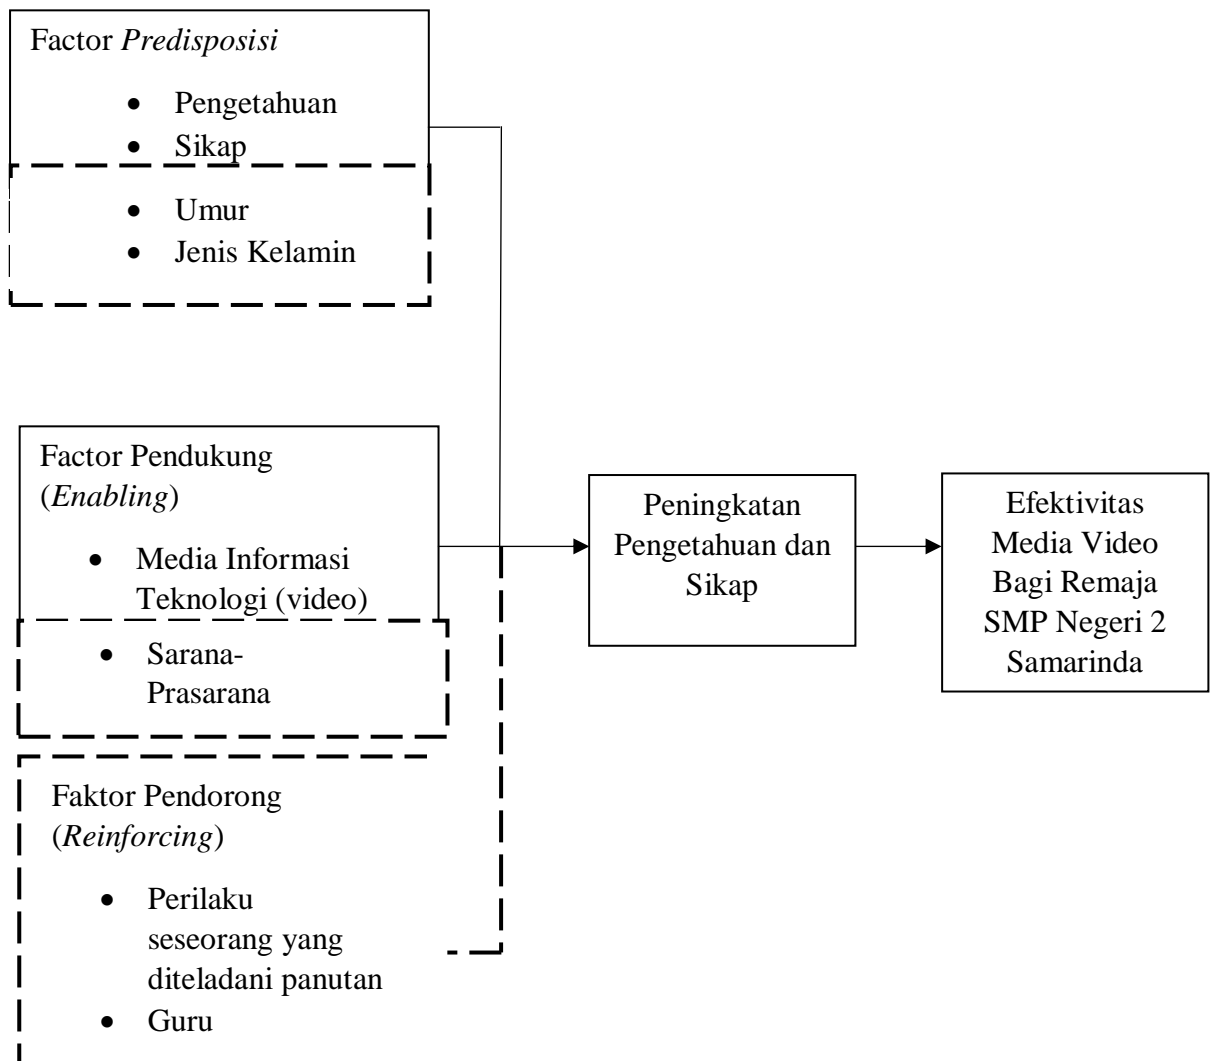 Factor Predisposisi
• Pengetahuan
• Sikap
• Umur
• Jenis Kelamin
Factor Pendukung
(Enabling)
• Media Informasi
Teknologi (video)
• Sarana-
Prasarana
Faktor Pendorong
(Reinforcing)
• Perilaku
seseorang yang
diteladani panutan
• Guru
Peningkatan
Pengetahuan dan
Sikap
Efektivitas
Media Video
Bagi Remaja
SMP Negeri 2
Samarinda